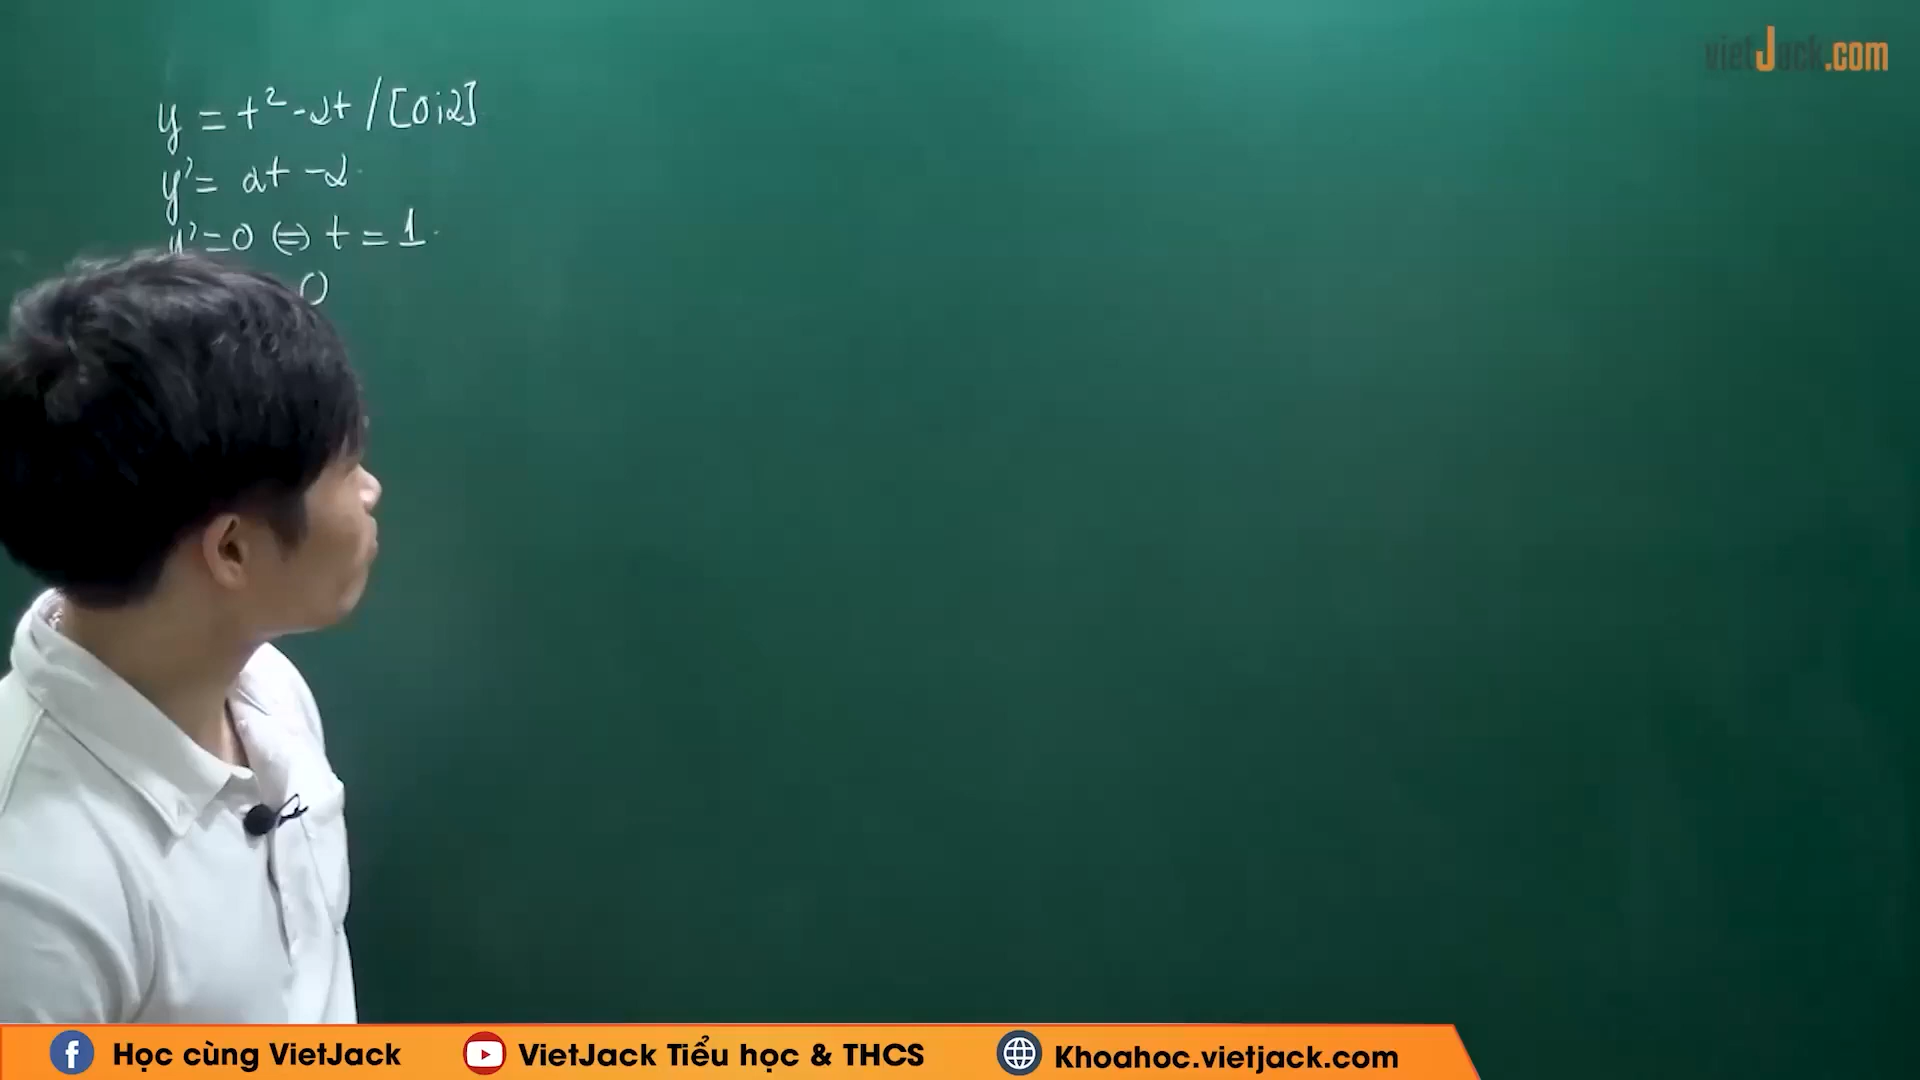 vietJack.com
y = t² - 2t / [0;2]
y' = 2t - 2
y' = 0 ⇔ t = 1
0
Học cùng VietJack
VietJack Tiểu học & THCS
Khoahoc.vietjack.com